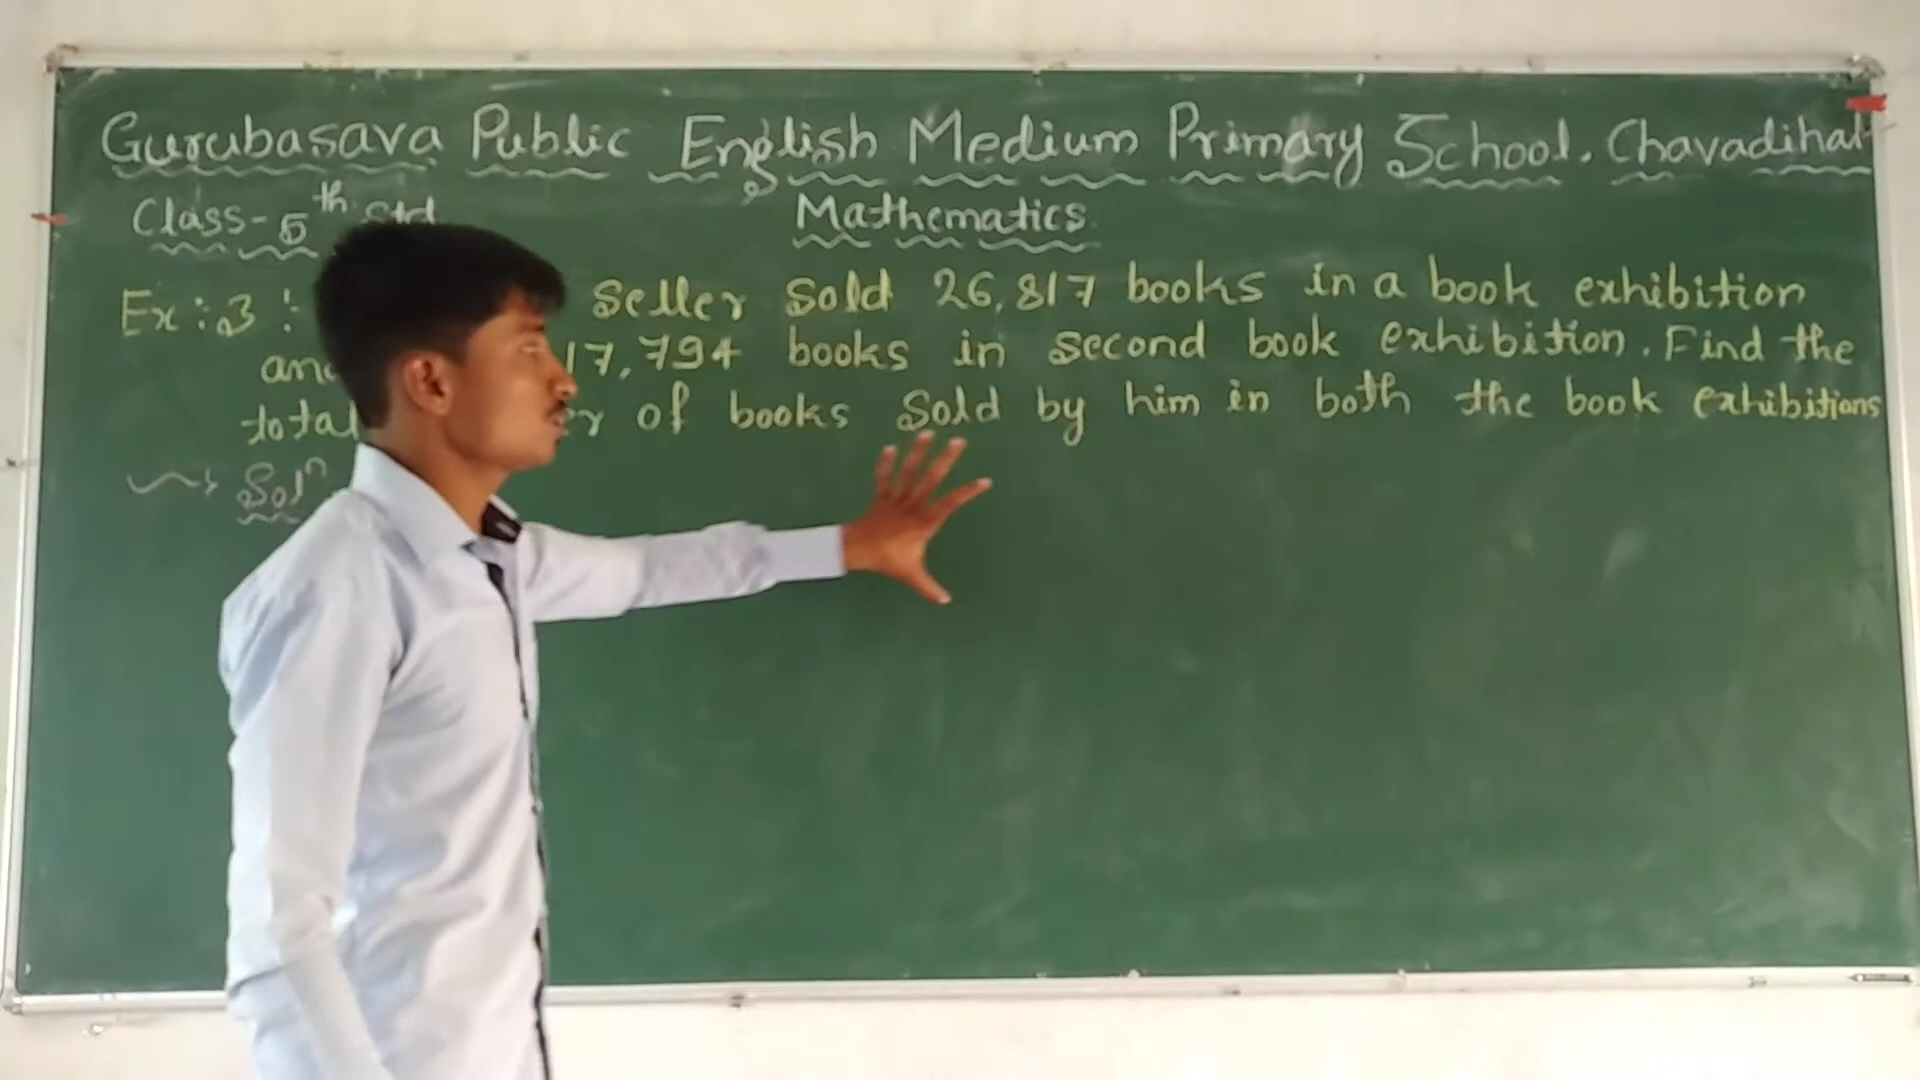 Gurubasava Public English Medium Primary School. Chavadihal
Class-5th Std Mathematics
Ex:3: Seller Sold 26,817 books in a book exhibition
17,794 books in second book exhibition. Find the
total of books Sold by him in both the book exhibitions
Solⁿ